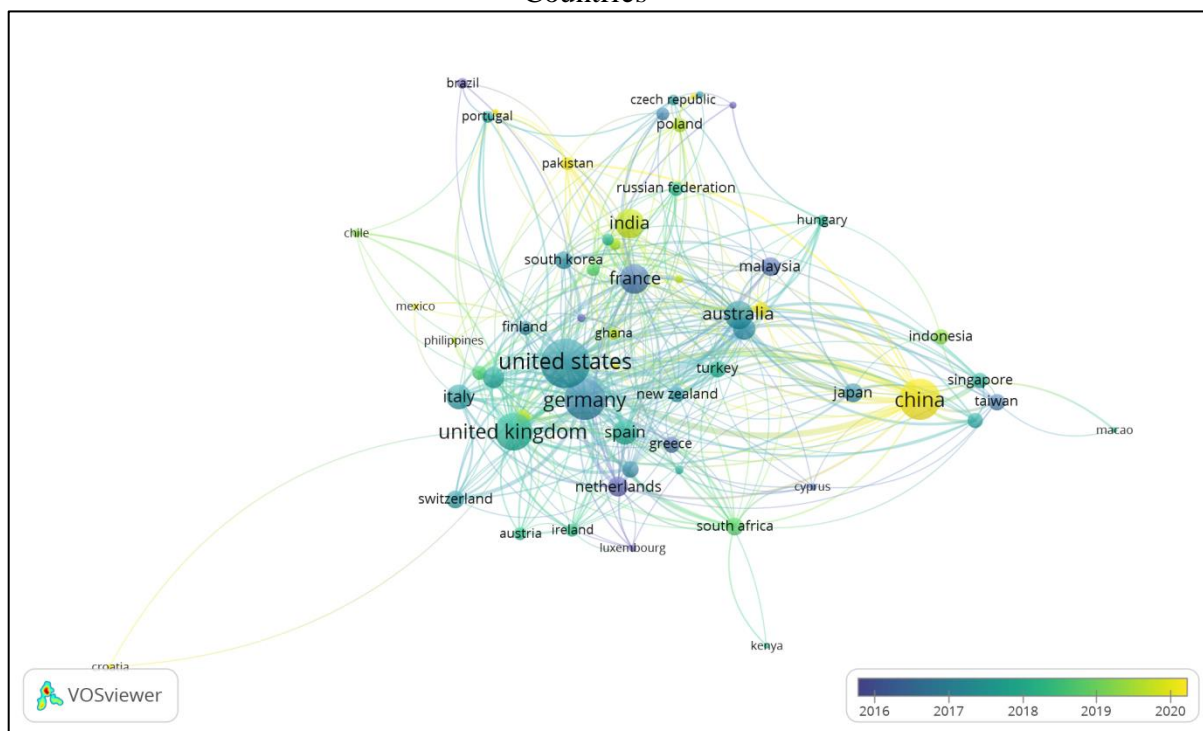 Countries
brazil
czech republic
portugal
poland
pakistan
russian federation
india
hungary
chile
south korea
france
malaysia
mexico
australia
finland
ghana
philippines
indonesia
united states
turkey
singapore
italy
germany
new zealand
japan
china
taiwan
united kingdom
spain
macao
greece
netherlands
cyprus
switzerland
south africa
austria
ireland
luxembourg
kenya
croatia
VOSviewer
2016 2017 2018 2019 2020